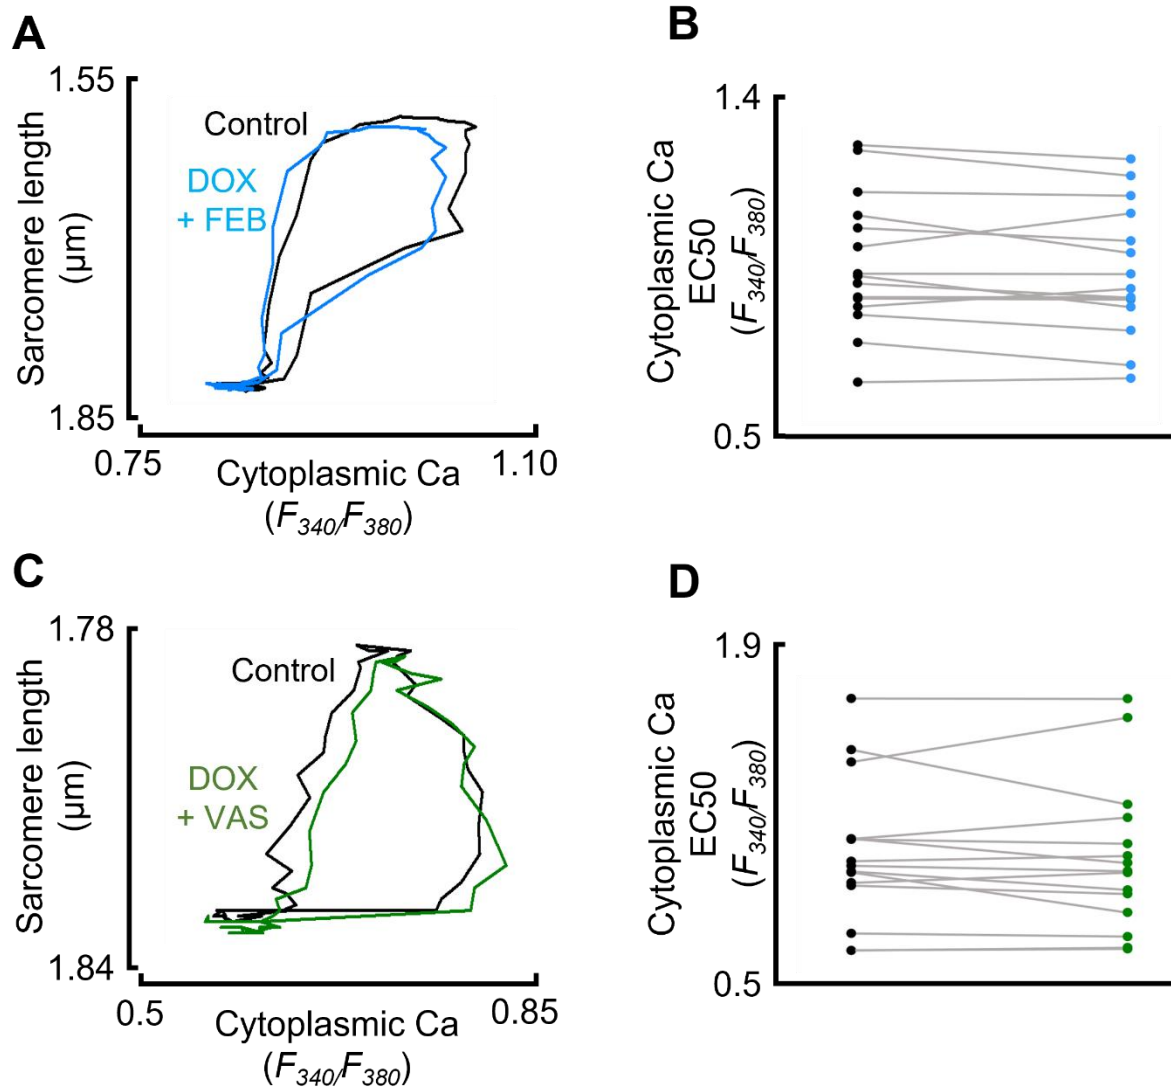 A
1.55
Sarcomere length
(µm)
Control
DOX
+ FEB
1.85
0.75
1.10
Cytoplasmic Ca
(F340/F380)
B
1.4
Cytoplasmic Ca
EC50
(F340/F380)
0.5
C
1.78
Sarcomere length
(µm)
Control
DOX
+ VAS
1.84
0.5
0.85
Cytoplasmic Ca
(F340/F380)
D
1.9
Cytoplasmic Ca
EC50
(F340/F380)
0.5